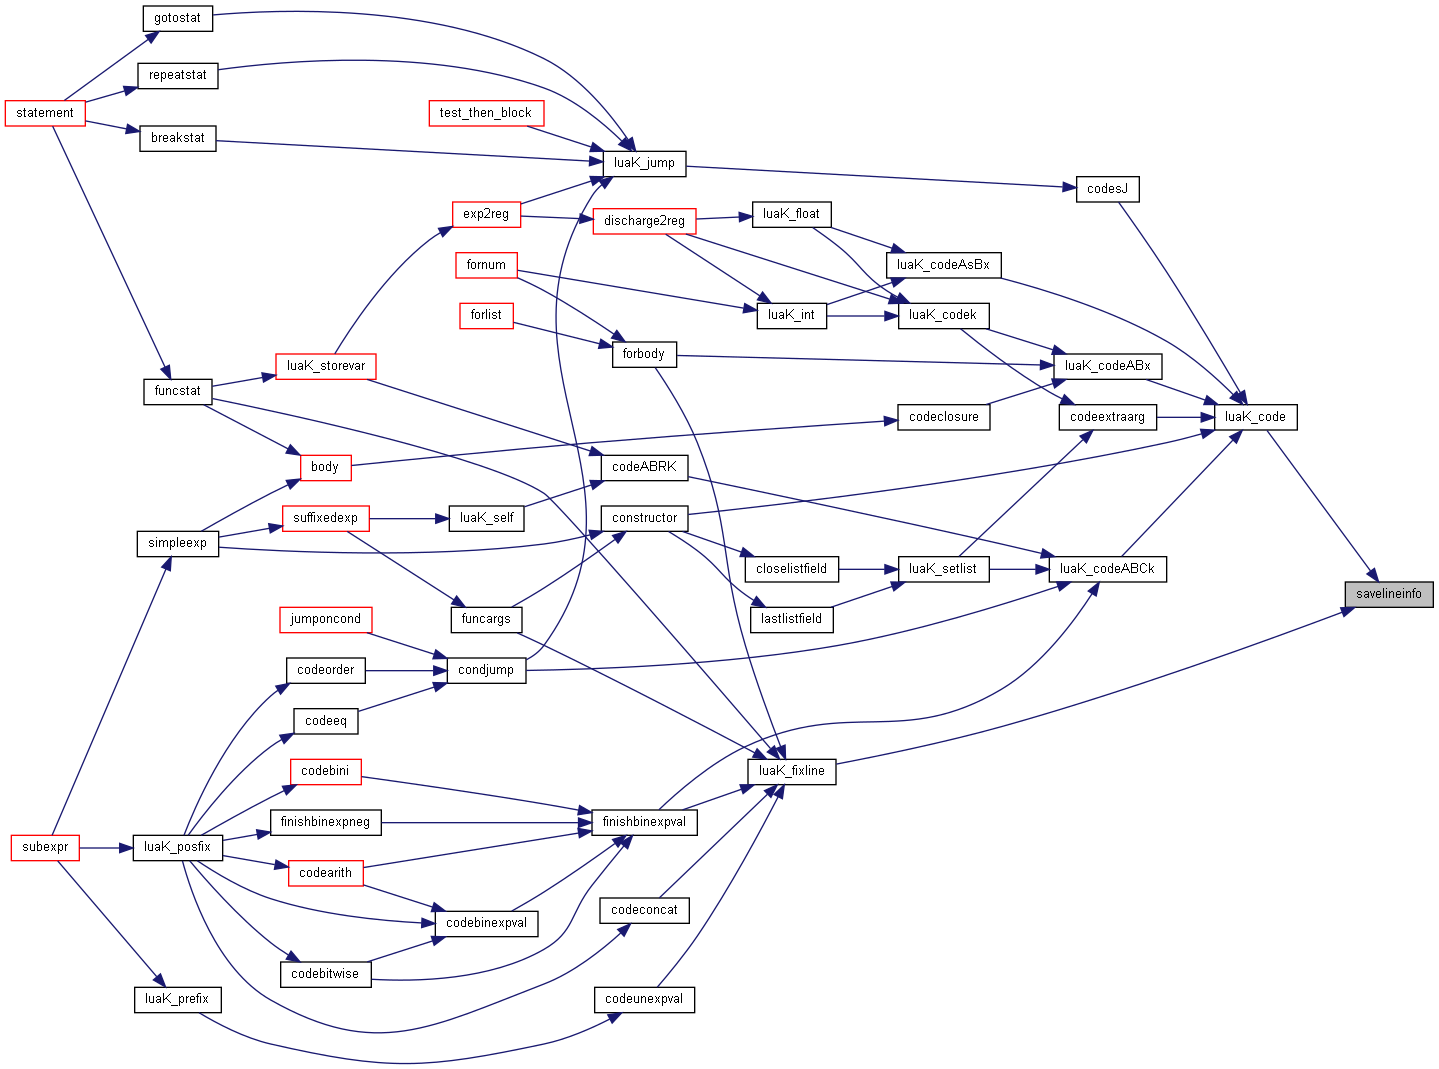 gotostat
repeatstat
statement
test_then_block
breakstat
luaK_jump
codesJ
exp2reg
discharge2reg
luaK_float
fornum
luaK_codeAsBx
forlist
luaK_int
luaK_codek
forbody
luaK_storevar
luaK_codeABx
funcstat
codeclosure
codeextraarg
luaK_code
body
codeABRK
suffixedexp
luaK_self
constructor
simpleexp
closelistfield
luaK_setlist
luaK_codeABCk
savelineinfo
jumponcond
funcargs
lastlistfield
codeorder
condjump
codeeq
codebini
luaK_fixline
finishbinexpneg
finishbinexpval
subexpr
luaK_posfix
codearith
codeconcat
codebinexpval
codebitwise
luaK_prefix
codeunexpval